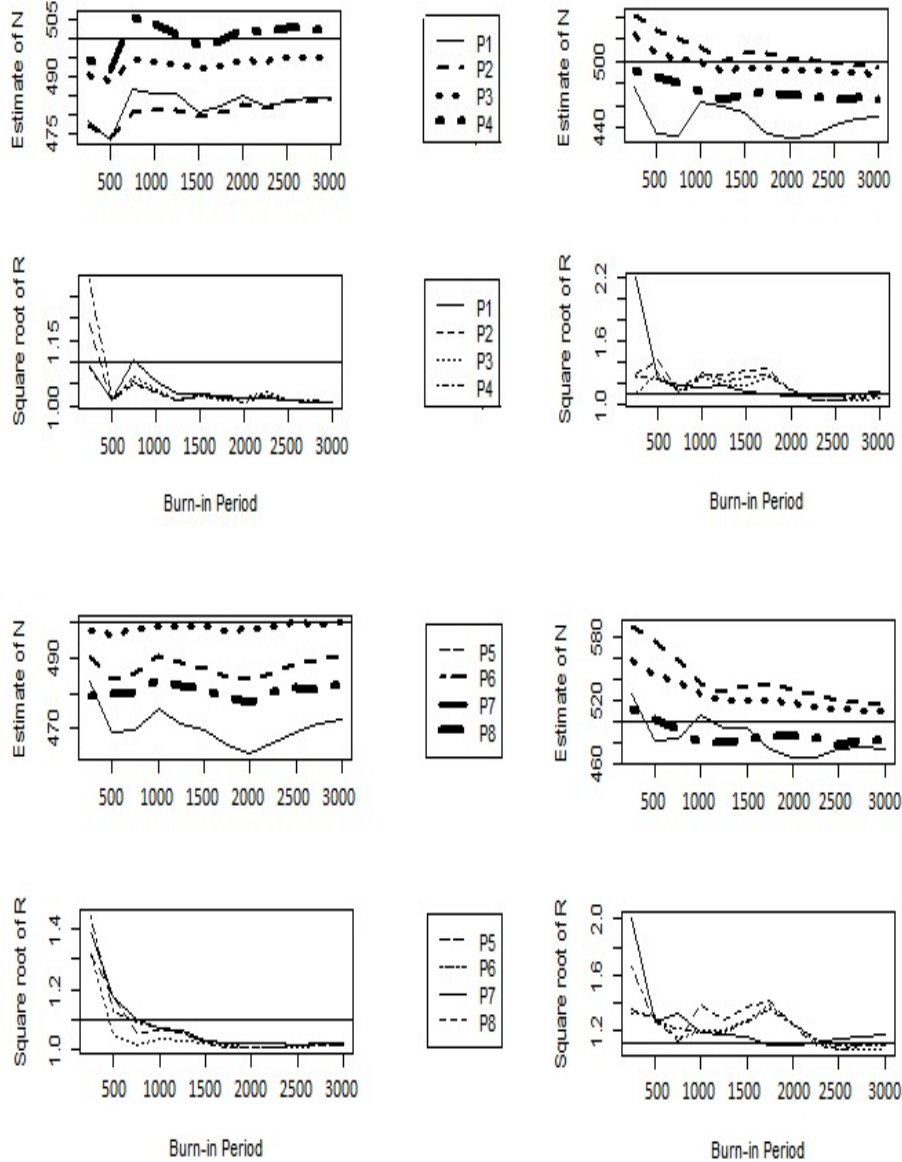 Estimate of N
505
490
475
500 1000 1500 2000 2500 3000
P1
P2
P3
P4
Estimate of N
500
440
500 1000 1500 2000 2500 3000
Square root of R
1.15
1.00
500 1000 1500 2000 2500 3000
Burn-in Period
P1
P2
P3
P4
Square root of R
2.2
1.6
1.0
500 1000 1500 2000 2500 3000
Burn-in Period
Estimate of N
490
470
500 1000 1500 2000 2500 3000
P5
P6
P7
P8
Estimate of N
580
520
460
500 1000 1500 2000 2500 3000
Square root of R
1.4
1.2
1.0
500 1000 1500 2000 2500 3000
Burn-in Period
P5
P6
P7
P8
Square root of R
2.0
1.6
1.2
500 1000 1500 2000 2500 3000
Burn-in Period